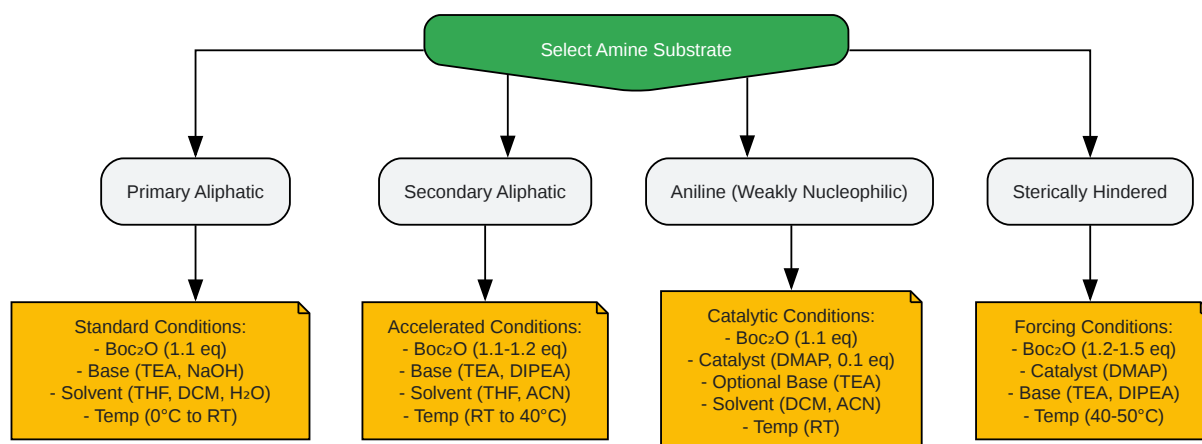 Select Amine Substrate
Primary Aliphatic
Secondary Aliphatic
Aniline (Weakly Nucleophilic)
Sterically Hindered
Standard Conditions:
- Boc₂O (1.1 eq)
- Base (TEA, NaOH)
- Solvent (THF, DCM, H₂O)
- Temp (0°C to RT)
Accelerated Conditions:
- Boc₂O (1.1-1.2 eq)
- Base (TEA, DIPEA)
- Solvent (THF, ACN)
- Temp (RT to 40°C)
Catalytic Conditions:
- Boc₂O (1.1 eq)
- Catalyst (DMAP, 0.1 eq)
- Optional Base (TEA)
- Solvent (DCM, ACN)
- Temp (RT)
Forcing Conditions:
- Boc₂O (1.2-1.5 eq)
- Catalyst (DMAP)
- Base (TEA, DIPEA)
- Temp (40-50°C)